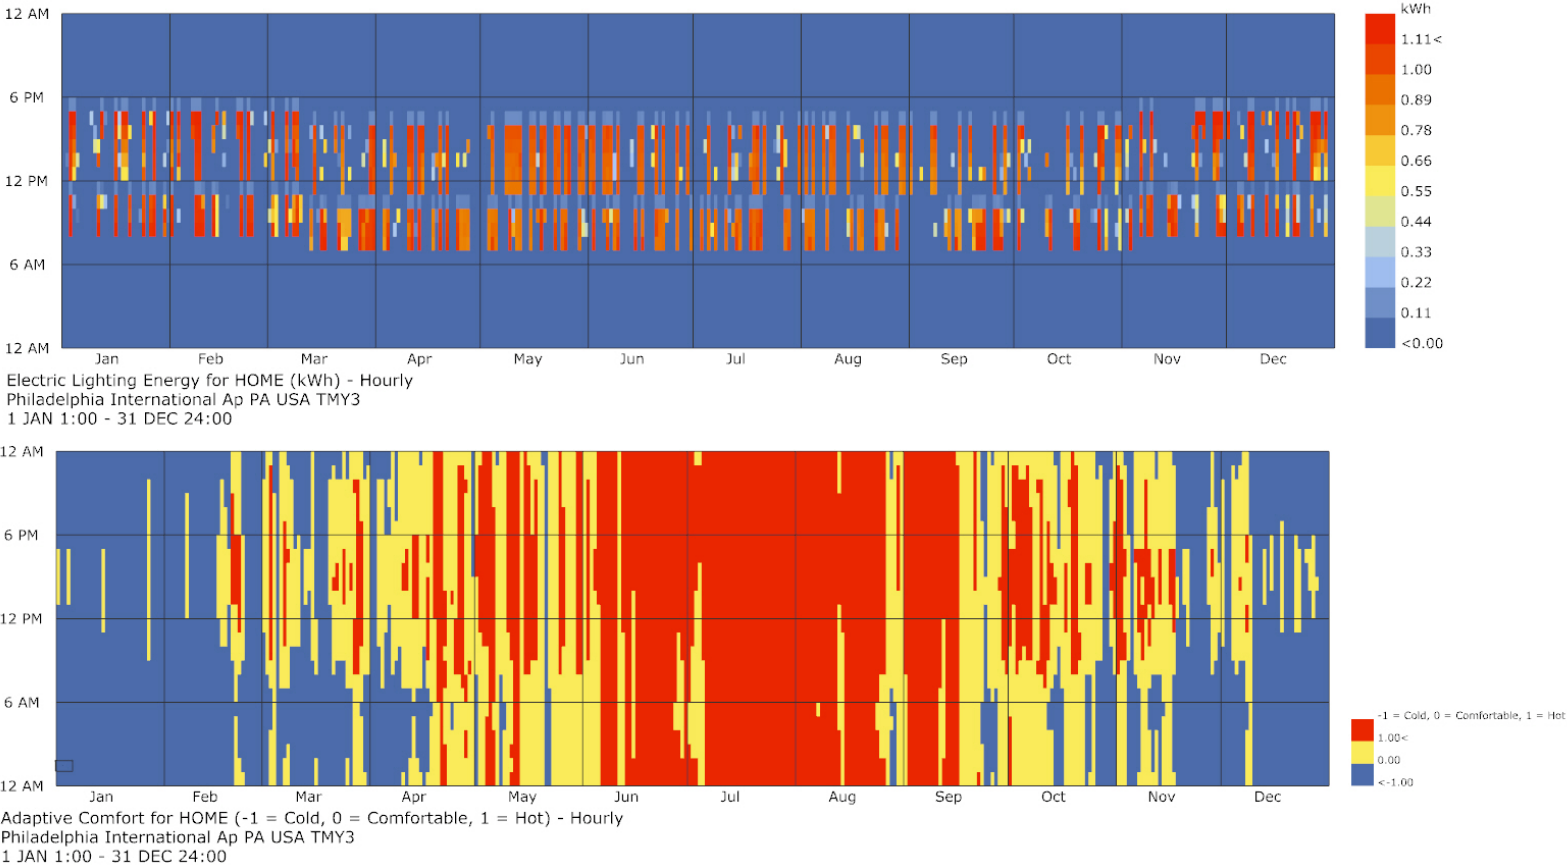 12 AM
6 PM
12 PM
6 AM
12 AM
Jan Feb Mar Apr May Jun Jul Aug Sep Oct Nov Dec
kWh
1.11<
1.00
0.89
0.78
0.66
0.55
0.44
0.33
0.22
0.11
<0.00
Electric Lighting Energy for HOME (kWh) - Hourly
Philadelphia International Ap PA USA TMY3
1 JAN 1:00 - 31 DEC 24:00
12 AM
6 PM
12 PM
6 AM
12 AM
Jan Feb Mar Apr May Jun Jul Aug Sep Oct Nov Dec
-1 = Cold, 0 = Comfortable, 1 = Hot
1.00<
0.00
<-1.00
Adaptive Comfort for HOME (-1 = Cold, 0 = Comfortable, 1 = Hot) - Hourly
Philadelphia International Ap PA USA TMY3
1 JAN 1:00 - 31 DEC 24:00